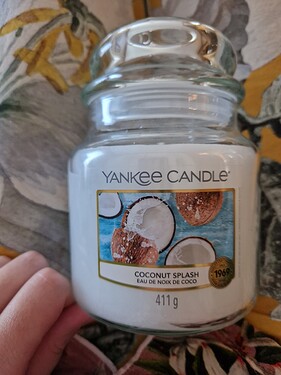 YANKEE CANDLE®
COCONUT SPLASH
EAU DE NOIX DE COCO
1969
411 g